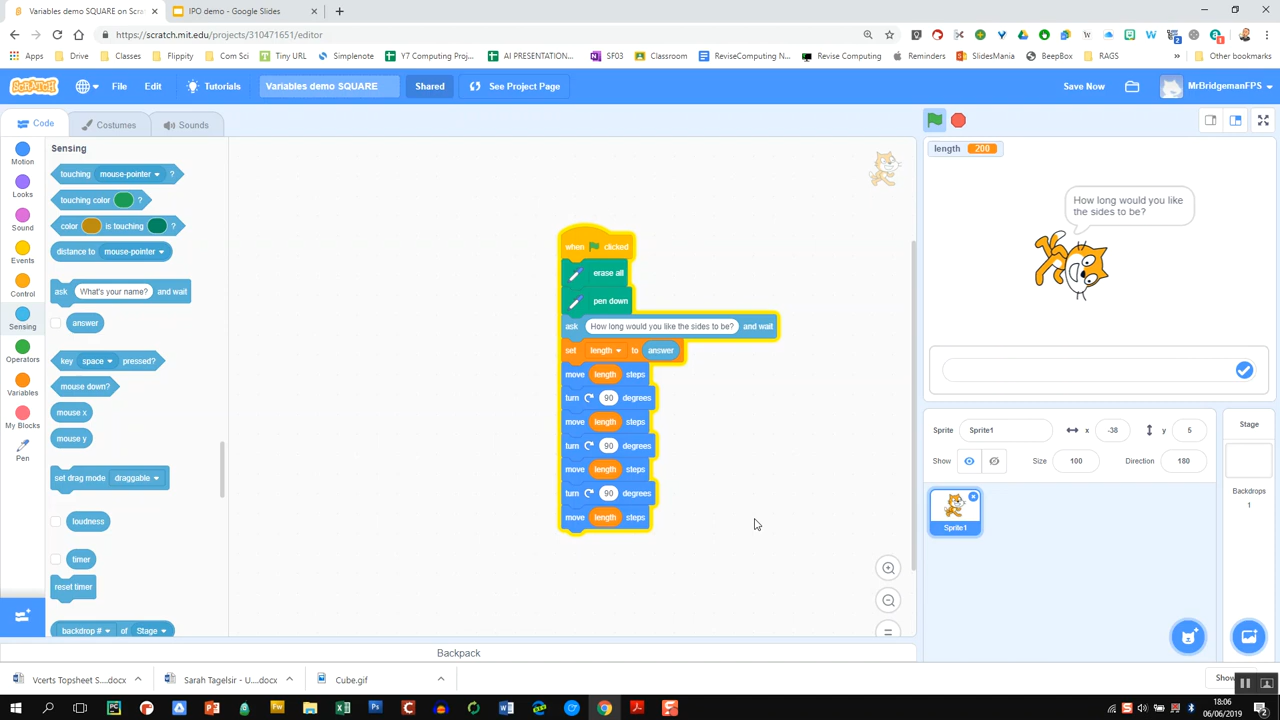 Variables demo SQUARE on Scratch
IPO demo - Google Slides
https://scratch.mit.edu/projects/310471651/editor
Apps
Drive
Classes
Flippity
Com Sci
Tiny URL
Simplenote
Y7 Computing Proj...
AI PRESENTATION...
SF03
Classroom
ReviseComputing N...
Revise Computing
Reminders
SlidesMania
BeepBox
RAGS
»
Other bookmarks
SCRATCH
File
Edit
Tutorials
Variables demo SQUARE
Shared
See Project Page
Save Now
MrBridgemanFPS
Code
Costumes
Sounds
Motion
Looks
Sound
Events
Control
Sensing
Operators
Variables
My Blocks
Pen
Sensing
touching mouse-pointer ?
touching color ?
color is touching ?
distance to mouse-pointer
ask What's your name? and wait
answer
key space pressed?
mouse down?
mouse x
mouse y
set drag mode draggable
loudness
timer
reset timer
backdrop # of Stage
when clicked
erase all
pen down
ask How long would you like the sides to be? and wait
set length to answer
move length steps
turn 90 degrees
move length steps
turn 90 degrees
move length steps
turn 90 degrees
move length steps
length 200
How long would you like
the sides to be?
Sprite Sprite1 x -38 y 5
Show Size 100 Direction 180
Sprite1
Stage
Backdrops
1
Backpack
Vcerts Topsheet S....docx
Sarah Tagelsir - U....docx
Cube.gif
Show
18:06
06/06/2019